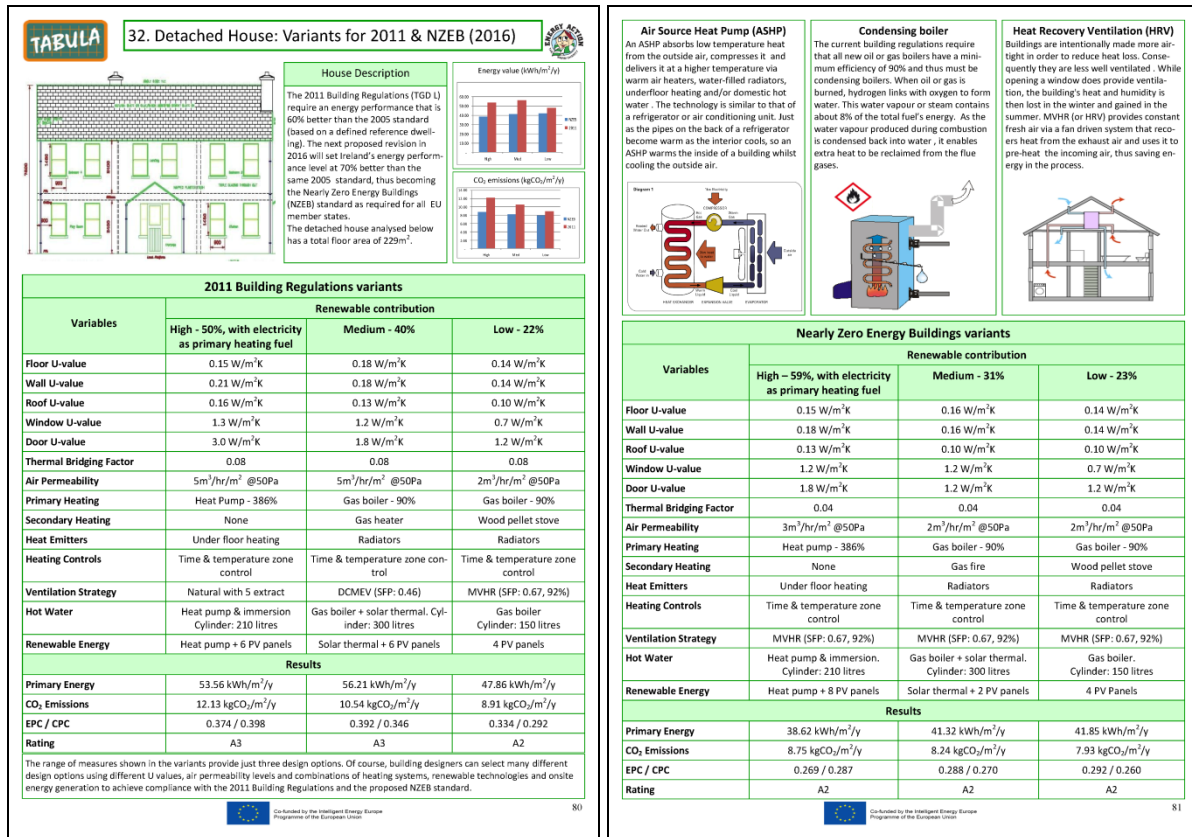 TABULA
32. Detached House: Variants for 2011 & NZEB (2016)
ENERGY ACTION
House Description
The 2011 Building Regulations (TGD L)
require an energy performance that is
60% better than the 2005 standard
(based on a defined reference dwell-
ing). The next proposed revision in
2016 will set Ireland's energy perform-
ance level at 70% better than the
same 2005 standard, thus becoming
the Nearly Zero Energy Buildings
(NZEB) standard as required for all EU
member states.
The detached house analysed below
has a total floor area of 229m².
Energy value (kWh/m²/y)
High Med Low
CO₂ emissions (kgCO₂/m²/y)
High Med Low
2011 Building Regulations variants
Variables
Renewable contribution
High - 50%, with electricity
as primary heating fuel
Medium - 40%
Low - 22%
Floor U-value 0.15 W/m²K 0.18 W/m²K 0.14 W/m²K
Wall U-value 0.21 W/m²K 0.18 W/m²K 0.14 W/m²K
Roof U-value 0.16 W/m²K 0.13 W/m²K 0.10 W/m²K
Window U-value 1.3 W/m²K 1.2 W/m²K 0.7 W/m²K
Door U-value 3.0 W/m²K 1.8 W/m²K 1.2 W/m²K
Thermal Bridging Factor 0.08 0.08 0.08
Air Permeability 5m³/hr/m² @50Pa 5m³/hr/m² @50Pa 2m³/hr/m² @50Pa
Primary Heating Heat Pump - 386% Gas boiler - 90% Gas boiler - 90%
Secondary Heating None Gas heater Wood pellet stove
Heat Emitters Under floor heating Radiators Radiators
Heating Controls Time & temperature zone Time & temperature zone con- Time & temperature zone
control trol control
Ventilation Strategy Natural with 5 extract DCMEV (SFP: 0.46) MVHR (SFP: 0.67, 92%)
Hot Water Heat pump & immersion Gas boiler + solar thermal. Cyl- Gas boiler
Cylinder: 210 litres inder: 300 litres Cylinder: 150 litres
Renewable Energy Heat pump + 6 PV panels Solar thermal + 6 PV panels 4 PV panels
Results
Primary Energy 53.56 kWh/m²/y 56.21 kWh/m²/y 47.86 kWh/m²/y
CO₂ Emissions 12.13 kgCO₂/m²/y 10.54 kgCO₂/m²/y 8.91 kgCO₂/m²/y
EPC / CPC 0.374 / 0.398 0.392 / 0.346 0.334 / 0.292
Rating A3 A3 A2
The range of measures shown in the variants provide just three design options. Of course, building designers can select many different
design options using different U values, air permeability levels and combinations of heating systems, renewable technologies and onsite
energy generation to achieve compliance with the 2011 Building Regulations and the proposed NZEB standard.
Co-funded by the Intelligent Energy Europe
Programme of the European Union
80
Air Source Heat Pump (ASHP)
An ASHP absorbs low temperature heat
from the outside air, compresses it and
delivers it at a higher temperature via
warm air heaters, water-filled radiators,
underfloor heating and/or domestic hot
water . The technology is similar to that of
a refrigerator or air conditioning unit. Just
as the pipes on the back of a refrigerator
become warm as the interior cools, so an
ASHP warms the inside of a building whilst
cooling the outside air.
Diagram 1
COMPRESSOR
HEAT EXCHANGER EXPANSION VALVE EVAPORATOR
Condensing boiler
The current building regulations require
that all new oil or gas boilers have a mini-
mum efficiency of 90% and thus must be
condensing boilers. When oil or gas is
burned, hydrogen links with oxygen to form
water. This water vapour or steam contains
about 8% of the total fuel's energy. As the
water vapour produced during combustion
is condensed back into water , it enables
extra heat to be reclaimed from the flue
gases.
Heat Recovery Ventilation (HRV)
Buildings are intentionally made more air-
tight in order to reduce heat loss. Conse-
quently they are less well ventilated . While
opening a window does provide ventila-
tion, the building's heat and humidity is
then lost in the winter and gained in the
summer. MVHR (or HRV) provides constant
fresh air via a fan driven system that reco-
ers heat from the exhaust air and uses it to
pre-heat the incoming air, thus saving en-
ergy in the process.
Nearly Zero Energy Buildings variants
Variables
Renewable contribution
High – 59%, with electricity
as primary heating fuel
Medium - 31%
Low - 23%
Floor U-value 0.15 W/m²K 0.16 W/m²K 0.14 W/m²K
Wall U-value 0.18 W/m²K 0.16 W/m²K 0.14 W/m²K
Roof U-value 0.13 W/m²K 0.10 W/m²K 0.10 W/m²K
Window U-value 1.2 W/m²K 1.2 W/m²K 0.7 W/m²K
Door U-value 1.8 W/m²K 1.2 W/m²K 1.2 W/m²K
Thermal Bridging Factor 0.04 0.04 0.04
Air Permeability 3m³/hr/m² @50Pa 2m³/hr/m² @50Pa 2m³/hr/m² @50Pa
Primary Heating Heat pump - 386% Gas boiler - 90% Gas boiler - 90%
Secondary Heating None Gas fire Wood pellet stove
Heat Emitters Under floor heating Radiators Radiators
Heating Controls Time & temperature zone Time & temperature zone Time & temperature zone
control control control
Ventilation Strategy MVHR (SFP: 0.67, 92%) MVHR (SFP: 0.67, 92%) MVHR (SFP: 0.67, 92%)
Hot Water Heat pump & immersion. Gas boiler + solar thermal. Gas boiler.
Cylinder: 210 litres Cylinder: 300 litres Cylinder: 150 litres
Renewable Energy Heat pump + 8 PV panels Solar thermal + 2 PV panels 4 PV Panels
Results
Primary Energy 38.62 kWh/m²/y 41.32 kWh/m²/y 41.85 kWh/m²/y
CO₂ Emissions 8.75 kgCO₂/m²/y 8.24 kgCO₂/m²/y 7.93 kgCO₂/m²/y
EPC / CPC 0.269 / 0.287 0.288 / 0.270 0.292 / 0.260
Rating A2 A2 A2
Co-funded by the Intelligent Energy Europe
Programme of the European Union
81